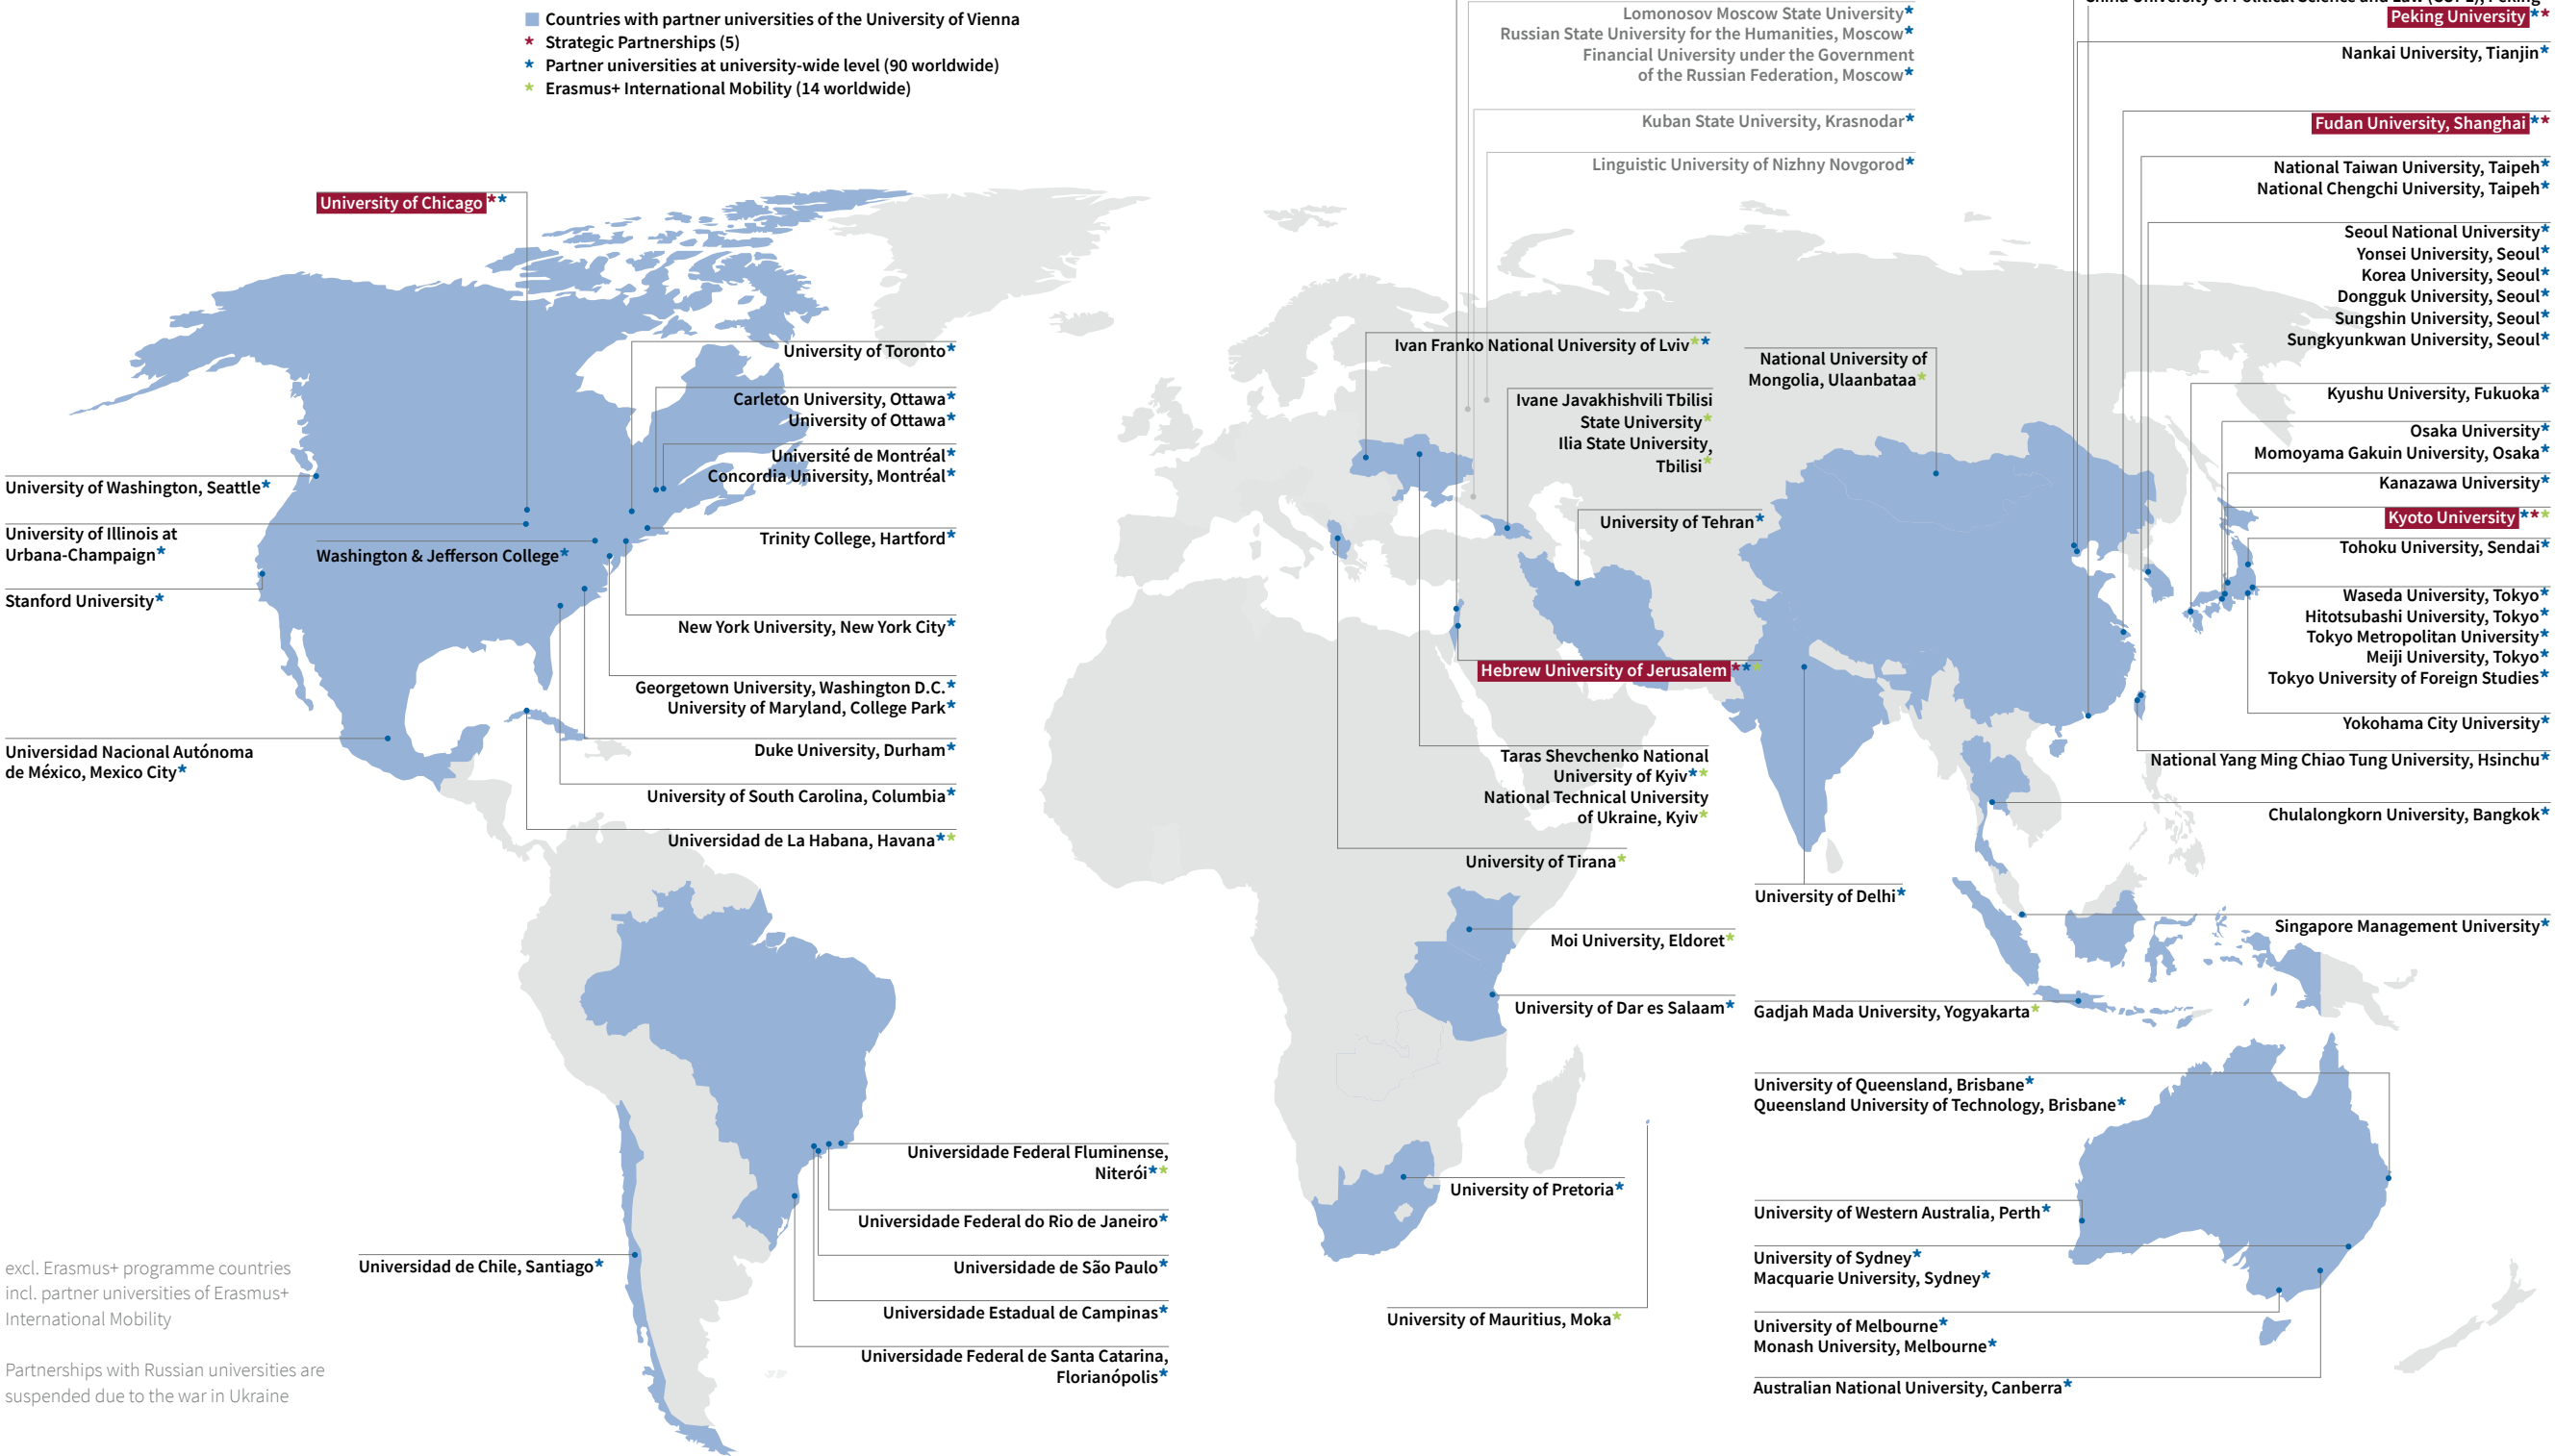 Countries with partner universities of the University of Vienna
* Strategic Partnerships (5)
* Partner universities at university-wide level (90 worldwide)
* Erasmus+ International Mobility (14 worldwide)
Lomonosov Moscow State University*
Russian State University for the Humanities, Moscow*
Financial University under the Government
of the Russian Federation, Moscow*
Kuban State University, Krasnodar*
Linguistic University of Nizhny Novgorod*
Peking University**
Nankai University, Tianjin*
Fudan University, Shanghai**
National Taiwan University, Taipeh*
National Chengchi University, Taipeh*
Seoul National University*
Yonsei University, Seoul*
Korea University, Seoul*
Dongguk University, Seoul*
Sungshin University, Seoul*
Sungkyunkwan University, Seoul*
Kyushu University, Fukuoka*
Osaka University*
Momoyama Gakuin University, Osaka*
Kanazawa University*
Kyoto University***
Tohoku University, Sendai*
Waseda University, Tokyo*
Hitotsubashi University, Tokyo*
Tokyo Metropolitan University*
Meiji University, Tokyo*
Tokyo University of Foreign Studies*
Yokohama City University*
National Yang Ming Chiao Tung University, Hsinchu*
Chulalongkorn University, Bangkok*
Singapore Management University*
University of Chicago**
University of Toronto*
Carleton University, Ottawa*
University of Ottawa*
Université de Montréal*
Concordia University, Montréal*
Trinity College, Hartford*
University of Washington, Seattle*
University of Illinois at
Urbana-Champaign*
Washington & Jefferson College*
Stanford University*
New York University, New York City*
Georgetown University, Washington D.C.*
University of Maryland, College Park*
Duke University, Durham*
University of South Carolina, Columbia*
Universidad de La Habana, Havana**
Universidad Nacional Autónoma
de México, Mexico City*
Ivan Franko National University of Lviv**
Ivane Javakhishvili Tbilisi
State University*
Ilia State University,
Tbilisi*
National University of
Mongolia, Ulaanbataa*
University of Tehran*
Hebrew University of Jerusalem***
Taras Shevchenko National
University of Kyiv**
National Technical University
of Ukraine, Kyiv*
University of Tirana*
University of Delhi*
Moi University, Eldoret*
University of Dar es Salaam*
Gadjah Mada University, Yogyakarta*
University of Queensland, Brisbane*
Queensland University of Technology, Brisbane*
University of Pretoria*
University of Western Australia, Perth*
University of Sydney*
Macquarie University, Sydney*
University of Mauritius, Moka*
University of Melbourne*
Monash University, Melbourne*
Australian National University, Canberra*
Universidade Federal Fluminense,
Niterói**
Universidade Federal do Rio de Janeiro*
Universidade de São Paulo*
Universidade Estadual de Campinas*
Universidade Federal de Santa Catarina,
Florianópolis*
Universidad de Chile, Santiago*
excl. Erasmus+ programme countries
incl. partner universities of Erasmus+
International Mobility
Partnerships with Russian universities are
suspended due to the war in Ukraine